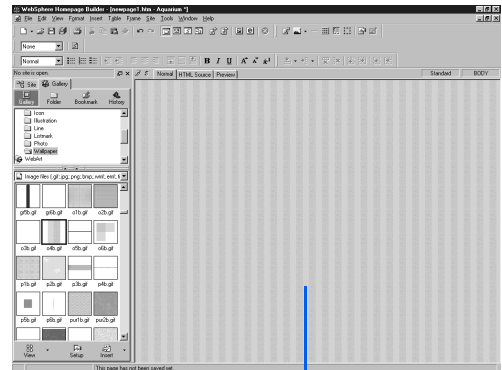 WebSphere Homepage Builder - [newpage1.htm - Aquarium *]
File Edit View Format Insert Table Window Frame Site Tools Window Help
None
Normal
No site is open.
Normal HTML Source Preview
Standard BODY
Site Gallery
Gallery Folder Bookmark History
Icon
Illustration
Line
Listmark
Photo
Wallpaper
WebArt
Image files (.gif;.jpg;.png;.bmp;.wmf;.emf;.
gr5b.gif gr6b.gif o1b.gif o2b.gif
o3b.gif o4b.gif o5b.gif o6b.gif
p1b.gif p2b.gif p3b.gif p4b.gif
p5b.gif p6b.gif pur1b.gif pur2b.gif
View Setup Insert
This page has not been saved yet.